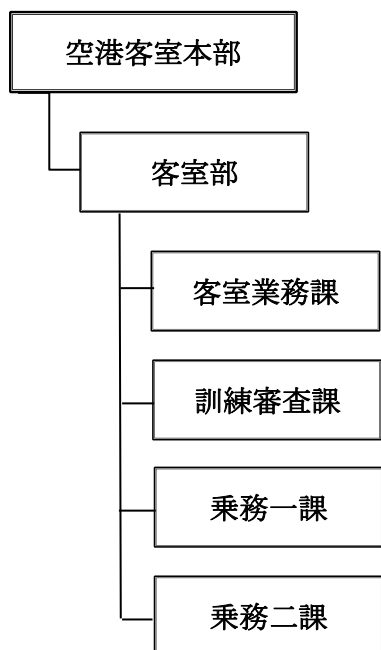 空港客室本部
客室部
客室業務課
訓練審査課
乗務一課
乗務二課